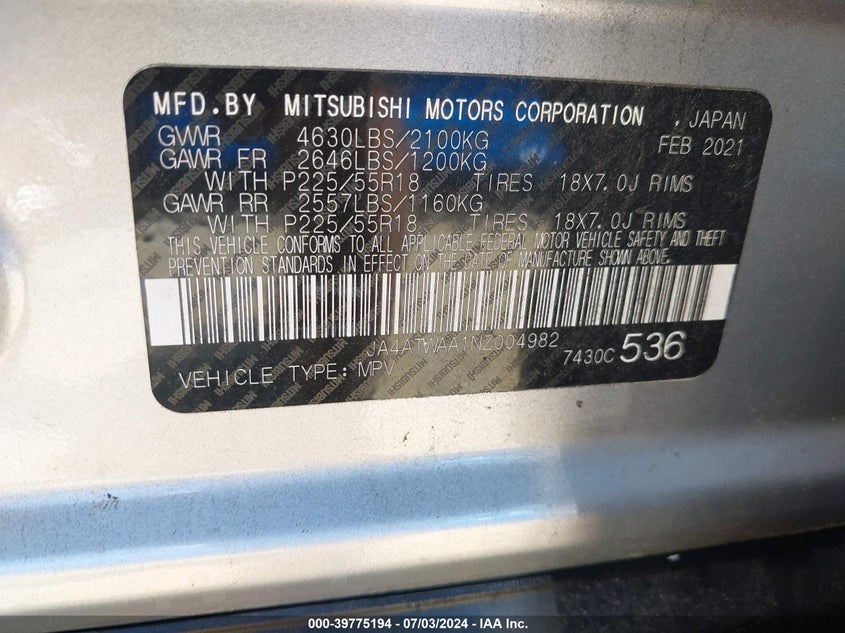 MFD.BY MITSUBISHI MOTORS CORPORATION , JAPAN
GVWR 4630LBS/2100KG FEB 2021
GAWR FR 2646LBS/1200KG
WITH P225/55R18 TIRES 18X7.0J RIMS
GAWR RR 2557LBS/1160KG
WITH P225/55R18 TIRES 18X7.0J RIMS
THIS VEHICLE CONFORMS TO ALL APPLICABLE FEDERAL MOTOR VEHICLE SAFETY AND THEFT
PREVENTION STANDARDS IN EFFECT ON THE DATE OF MANUFACTURE SHOWN ABOVE.
JA4ATWAA1NZ004982
7430C 536
VEHICLE TYPE: MPV
000-39775194 - 07/03/2024 - IAA Inc.